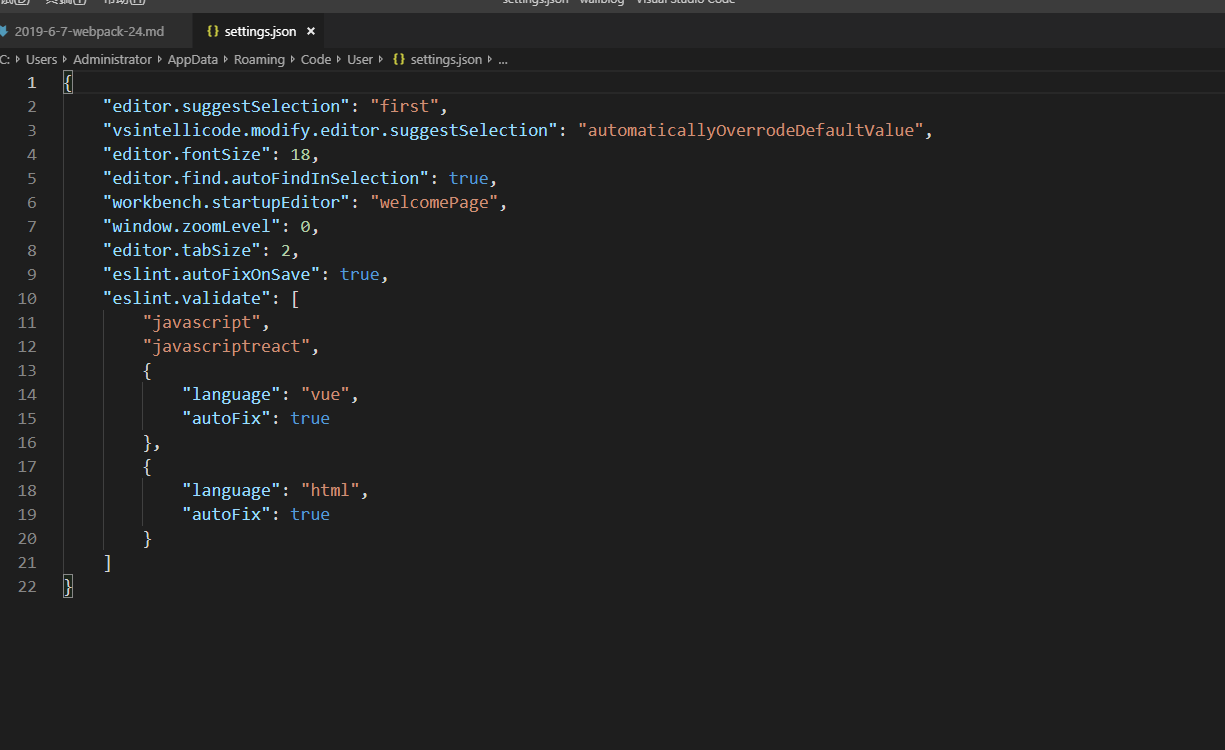 settings.json - wallblog - Visual Studio Code
2019-6-7-webpack-24.md
{} settings.json ×
C: › Users › Administrator › AppData › Roaming › Code › User › {} settings.json › ...
1 {
2 "editor.suggestSelection": "first",
3 "vsintellicode.modify.editor.suggestSelection": "automaticallyOverrodeDefaultValue",
4 "editor.fontSize": 18,
5 "editor.find.autoFindInSelection": true,
6 "workbench.startupEditor": "welcomePage",
7 "window.zoomLevel": 0,
8 "editor.tabSize": 2,
9 "eslint.autoFixOnSave": true,
10 "eslint.validate": [
11 "javascript",
12 "javascriptreact",
13 {
14 "language": "vue",
15 "autoFix": true
16 },
17 {
18 "language": "html",
19 "autoFix": true
20 }
21 ]
22 }